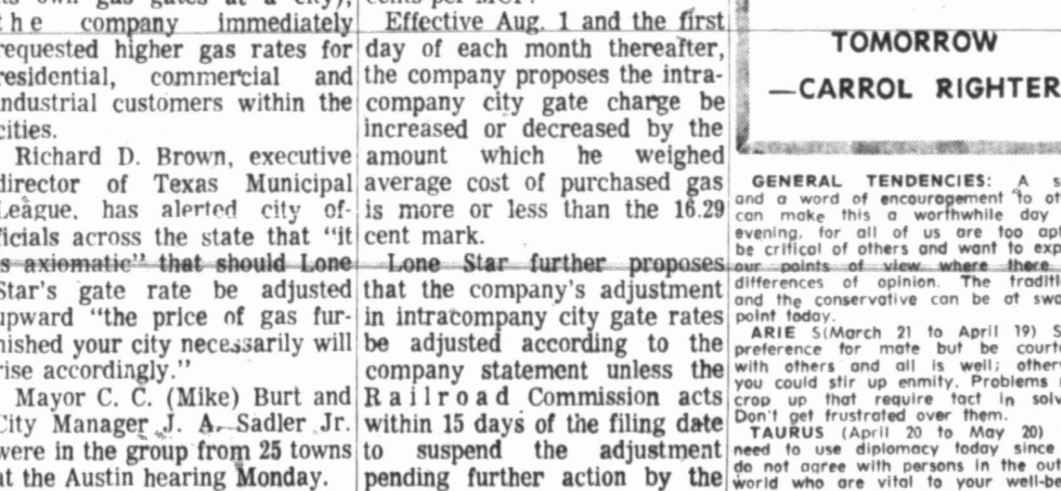 the company immediately
requested higher gas rates for
residential, commercial and
industrial customers within the
cities.
Richard D. Brown, executive
director of Texas Municipal
League, has alerted city of-
ficials across the state that "it
is axiomatic" that should Lone
Star's gate rate be adjusted
upward "the price of gas fur-
nished your city necessarily will
rise accordingly."
Mayor C. C. (Mike) Burt and
City Manager J. A. Sadler Jr.
were in the group from 25 towns
at the Austin hearing Monday.
Effective Aug. 1 and the first
day of each month thereafter,
the company proposes the intra-
company city gate charge be
increased or decreased by the
amount which he weighed
average cost of purchased gas
is more or less than the 16.29
cent mark.
Lone Star further proposes
that the company's adjustment
in intracompany city gate rates
be adjusted according to the
company statement unless the
Railroad Commission acts
within 15 days of the filing date
to suspend the adjustment
pending further action by the
TOMORROW
—CARROL RIGHTER
GENERAL TENDENCIES: A
and a word of encouragement to
can make this a worthwhile day
evening, for all of us are too
be critical of others and want to
our points of view where there
differences of opinion. The
and the conservative can be at
point today.
ARIE S(March 21 to April 19)
preference for mate but be
with others and all is well;
you could stir up enmity. Problems
crop up that require tact in
Don't get frustrated over them.
TAURUS (April 20 to May 20)
need to use diplomacy today since
do not agree with persons in the
world who are vital to your